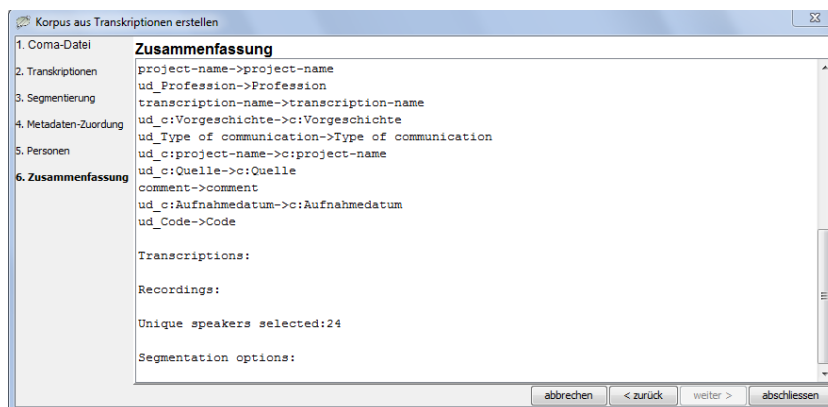 Korpus aus Transkriptionen erstellen
1. Coma-Datei
2. Transkriptionen
3. Segmentierung
4. Metadaten-Zuordung
5. Personen
6. Zusammenfassung
Zusammenfassung
project-name->project-name
ud_Profession->Profession
transcription-name->transcription-name
ud_c:Vorgeschichte->c:Vorgeschichte
ud_Type of communication->Type of communication
ud_c:project-name->c:project-name
ud_c:Quelle->c:Quelle
comment->comment
ud_c:Aufnahmedatum->c:Aufnahmedatum
ud_Code->Code
Transcriptions:
Recordings:
Unique speakers selected:24
Segmentation options:
abbrechen
< zurück
weiter >
abschliessen